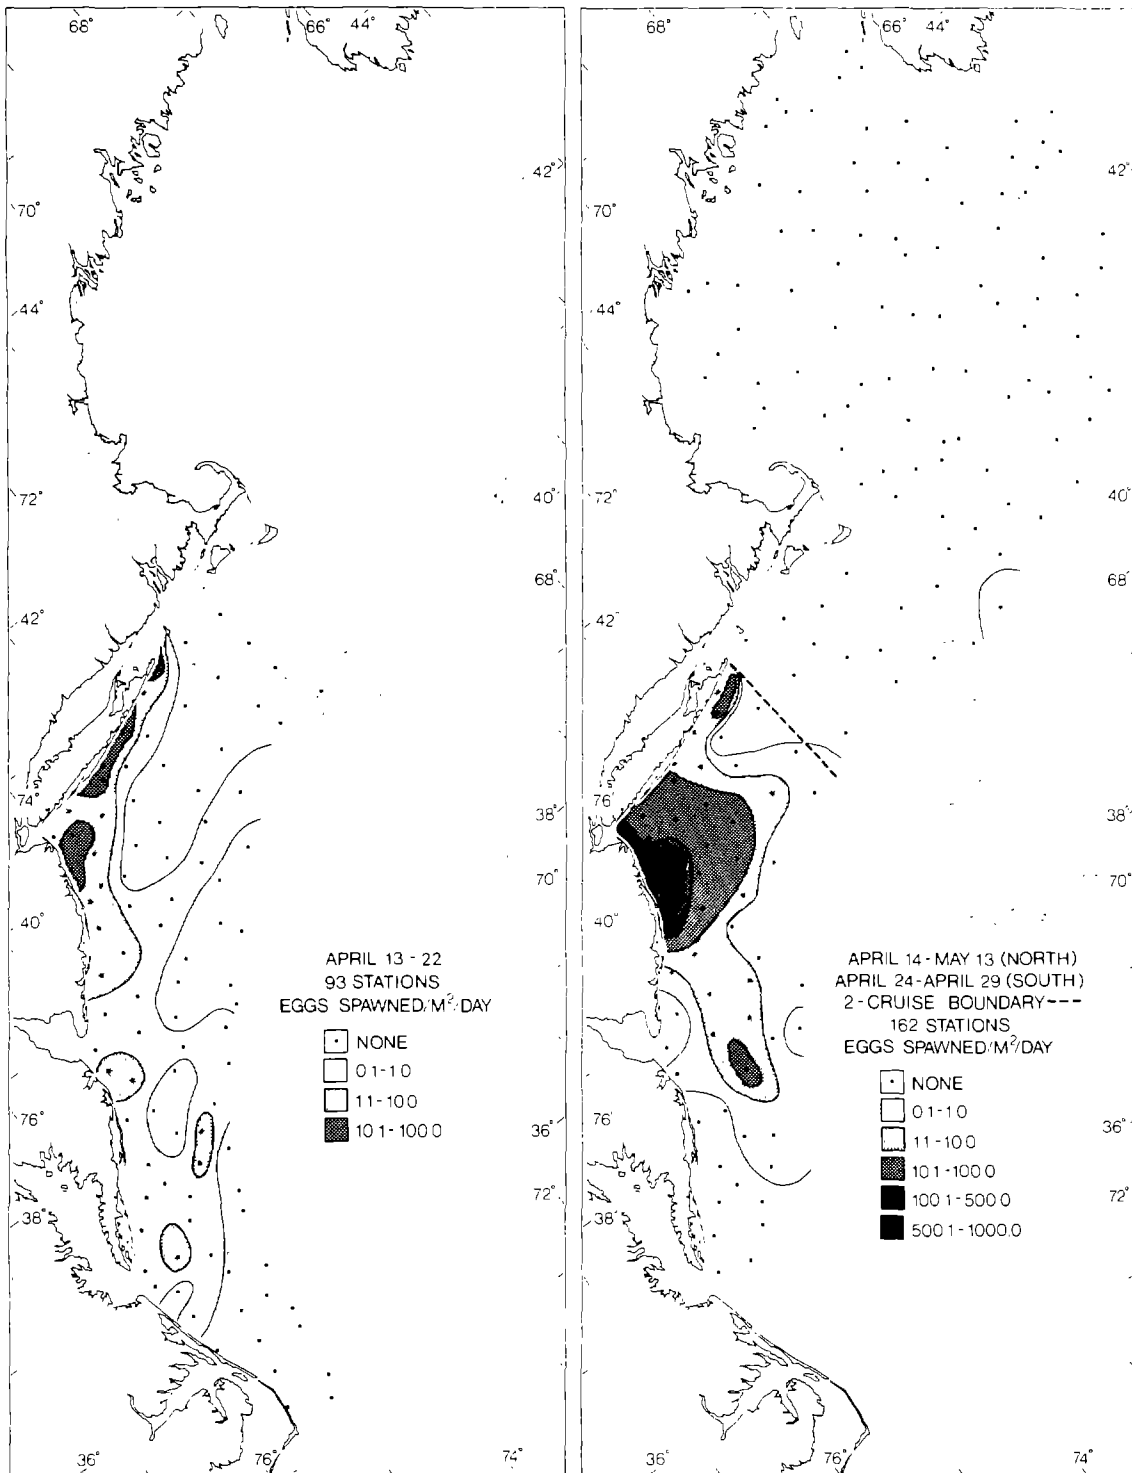 68° 66° 44°
42°
70°
44°
72°
40°
68°
42°
74°
38°
70°
40°
APRIL 13 - 22
93 STATIONS
EGGS SPAWNED/M²/DAY
NONE
0.1-1.0
1.1-10.0
10.1-100.0
76°
36°
72°
38°
36° 76° 74°
68° 66° 44°
42°
70°
44°
72°
40°
68°
42°
76°
38°
70°
40°
APRIL 14-MAY 13 (NORTH)
APRIL 24-APRIL 29 (SOUTH)
2-CRUISE BOUNDARY---
162 STATIONS
EGGS SPAWNED/M²/DAY
NONE
0.1-1.0
1.1-10.0
10.1-100.0
100.1-500.0
500.1-1000.0
76°
36°
72°
38°
36° 76° 74°